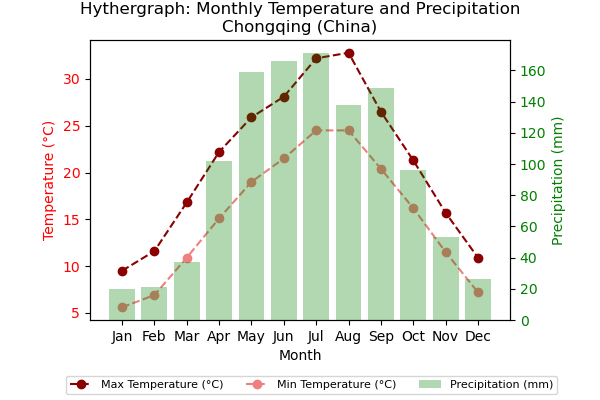 Hythergraph: Monthly Temperature and Precipitation
Chongqing (China)
Temperature (°C)
30
25
20
15
10
5
160
140
120
100
80
60
40
20
0
Precipitation (mm)
Jan Feb Mar Apr May Jun Jul Aug Sep Oct Nov Dec
Month
Max Temperature (°C) Min Temperature (°C) Precipitation (mm)